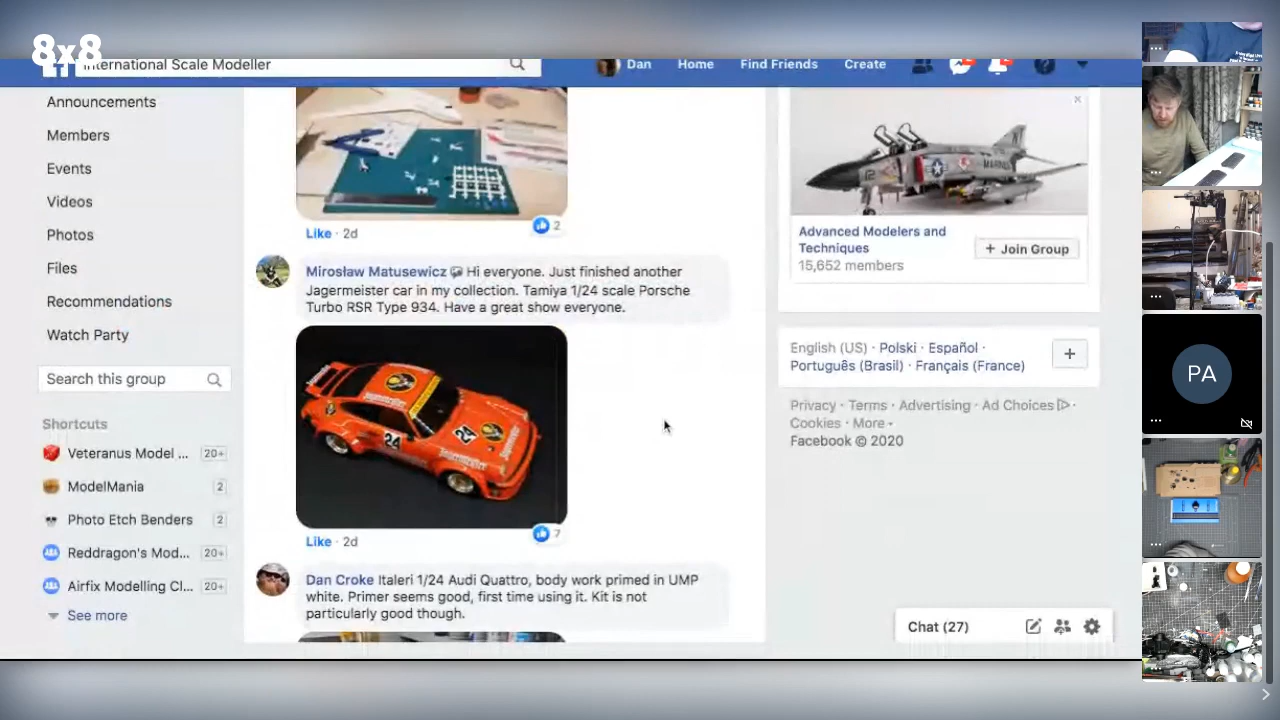 8x8
International Scale Modeller
Dan
Home
Find Friends
Create
Announcements
Members
Events
Videos
Photos
Files
Recommendations
Watch Party
Search this group
Shortcuts
Veteranus Model ...
20+
ModelMania
2
Photo Etch Benders
2
Reddragon's Mod...
20+
Airfix Modelling Cl...
20+
See more
Like · 2d
2
Mirosław Matusewicz Hi everyone. Just finished another
Jagermeister car in my collection. Tamiya 1/24 scale Porsche
Turbo RSR Type 934. Have a great show everyone.
24
24
Like · 2d
7
Dan Croke Italeri 1/24 Audi Quattro, body work primed in UMP
white. Primer seems good, first time using it. Kit is not
particularly good though.
12
MARINES
Advanced Modelers and
Techniques
15,652 members
+ Join Group
English (US) · Polski · Español ·
Português (Brasil) · Français (France)
Privacy · Terms · Advertising · Ad Choices ·
Cookies · More
Facebook © 2020
Chat (27)
PA